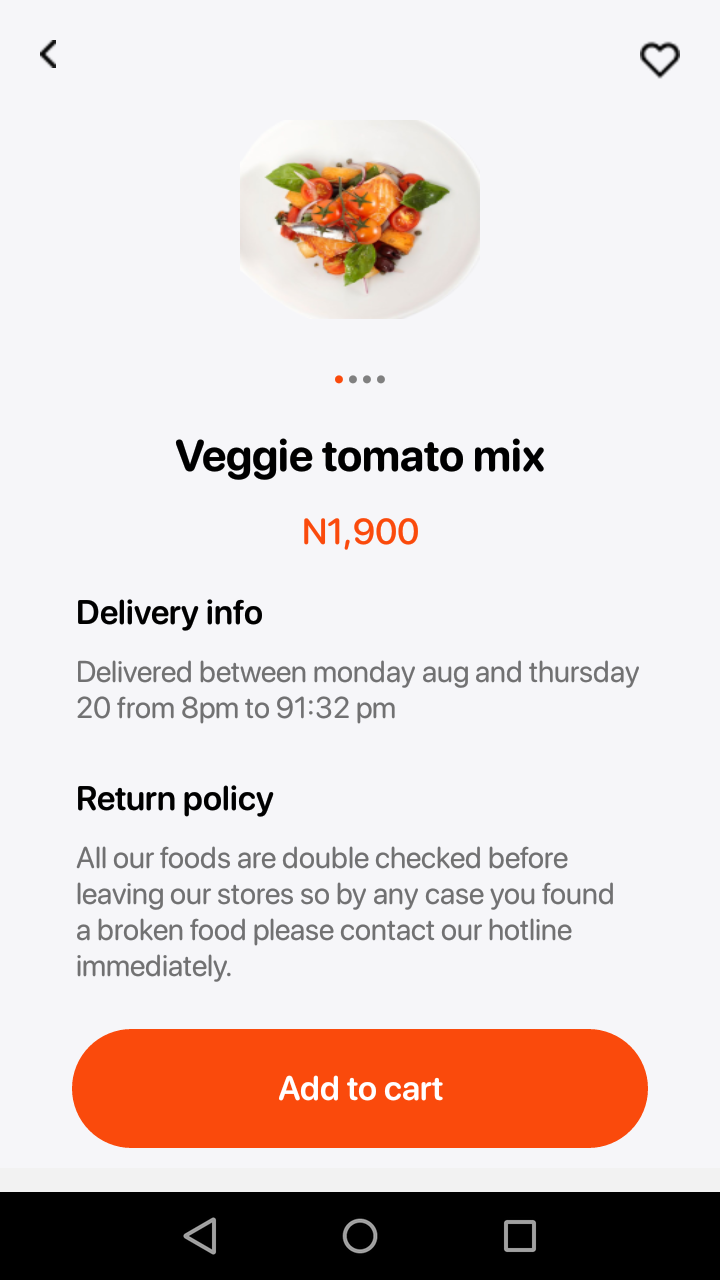 Veggie tomato mix
N1,900
Delivery info
Delivered between monday aug and thursday
20 from 8pm to 91:32 pm
Return policy
All our foods are double checked before
leaving our stores so by any case you found
a broken food please contact our hotline
immediately.
Add to cart